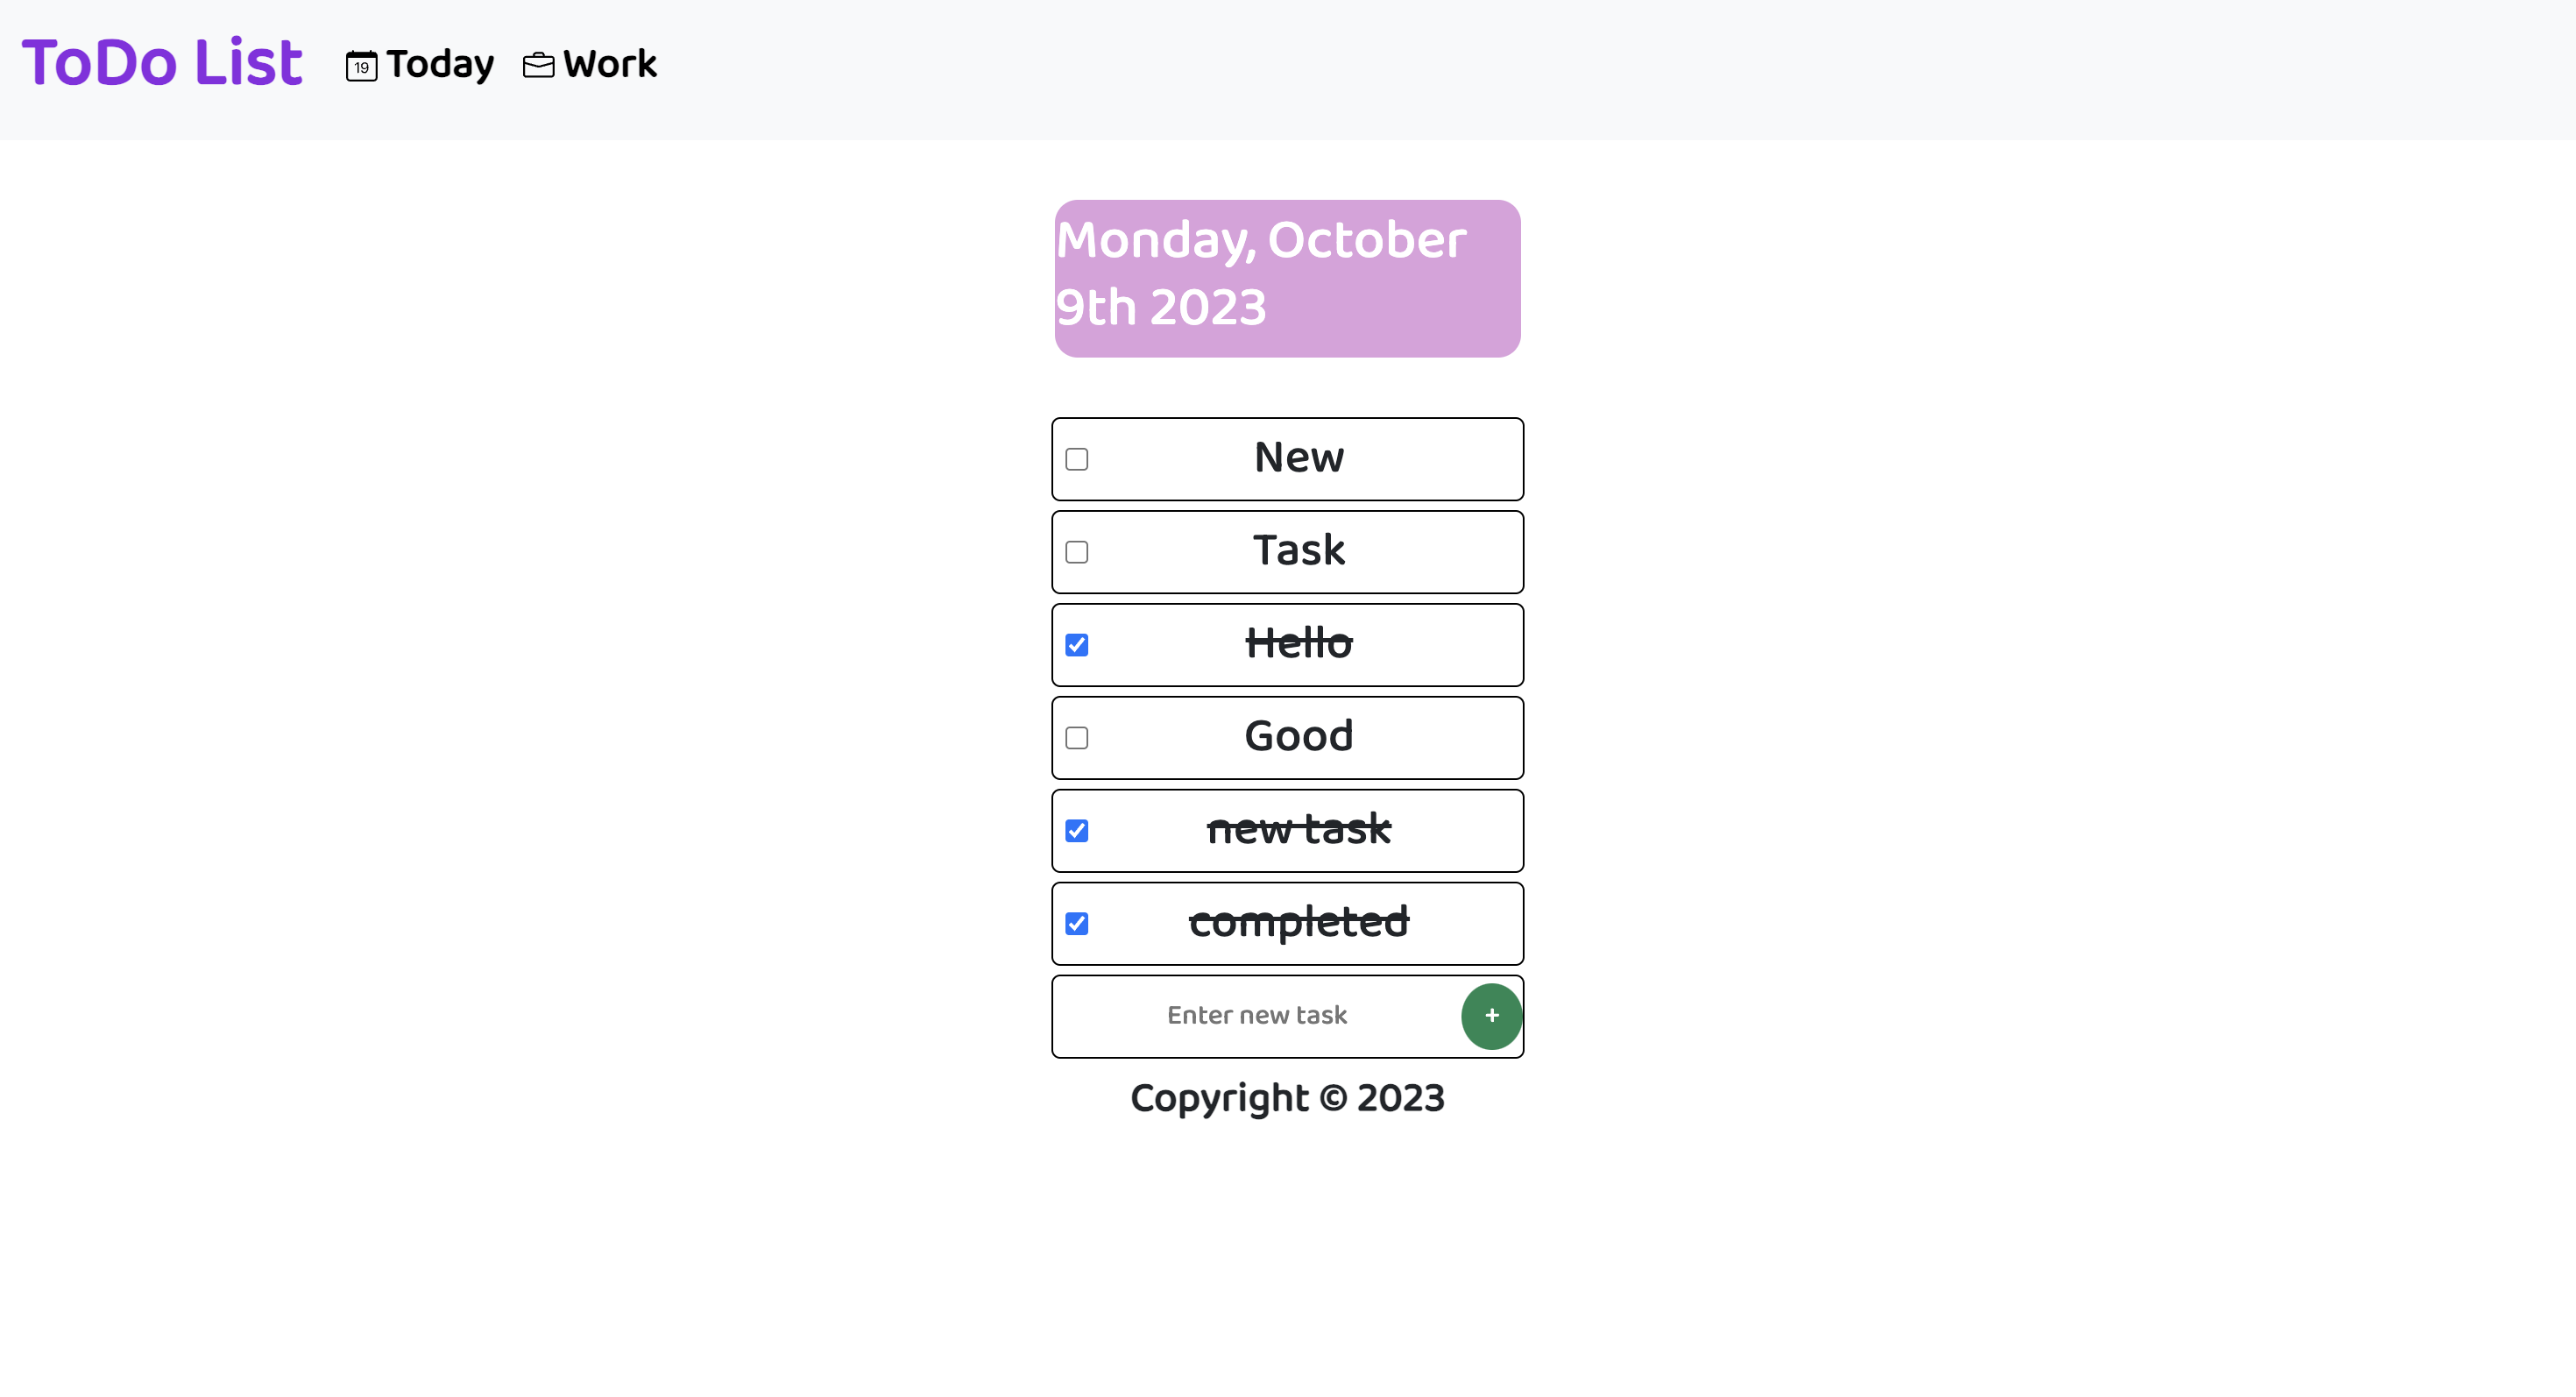 ToDo List
19 Today
Work
Monday, October
9th 2023
New
Task
Hello
Good
new task
completed
Enter new task +
Copyright © 2023